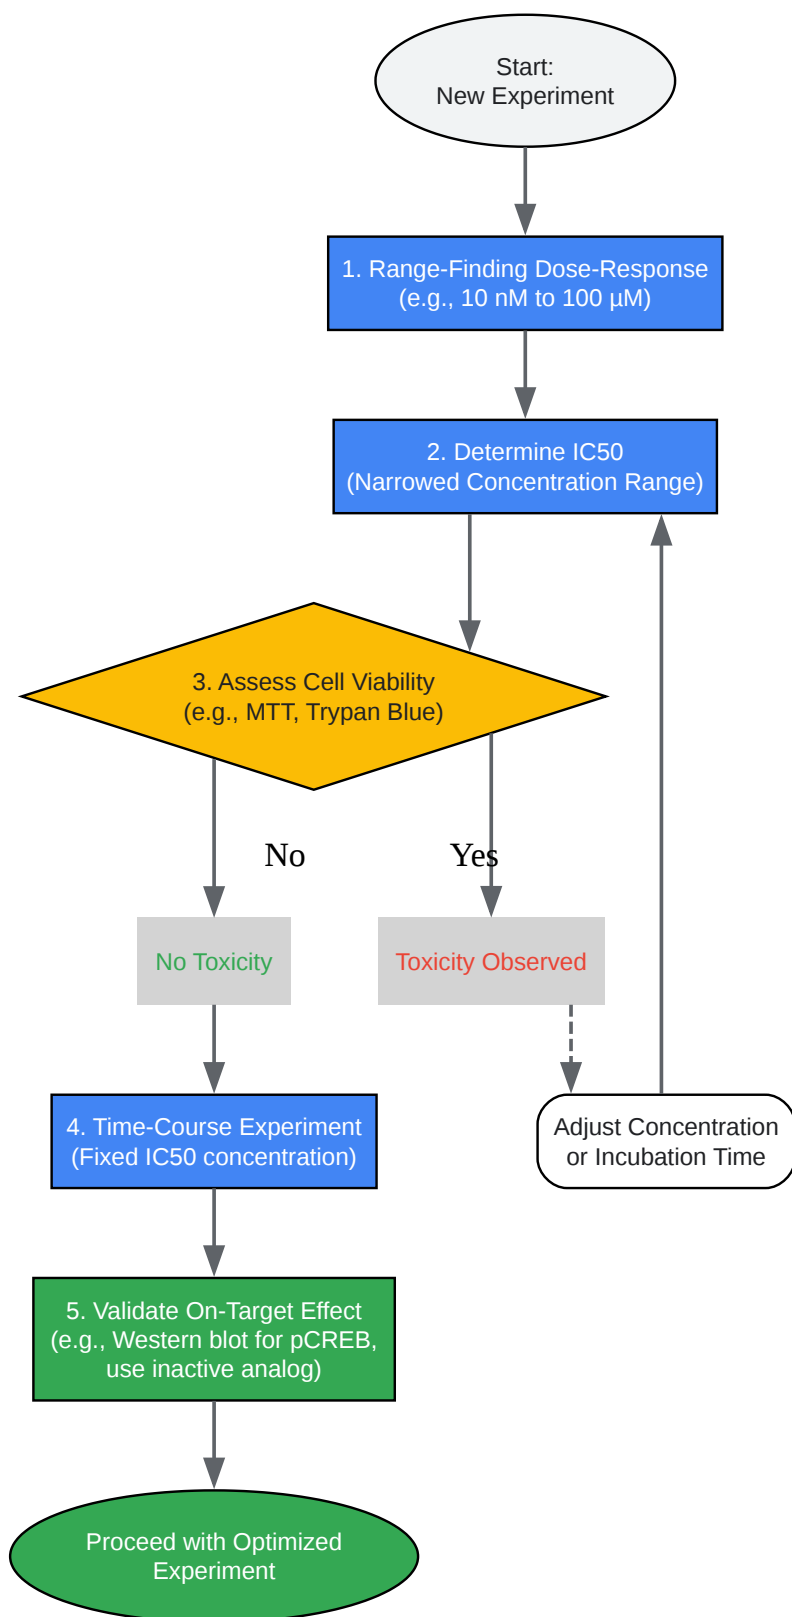 Start:
New Experiment
1. Range-Finding Dose-Response
(e.g., 10 nM to 100 µM)
2. Determine IC50
(Narrowed Concentration Range)
3. Assess Cell Viability
(e.g., MTT, Trypan Blue)
No
Yes
No Toxicity
Toxicity Observed
4. Time-Course Experiment
(Fixed IC50 concentration)
Adjust Concentration
or Incubation Time
5. Validate On-Target Effect
(e.g., Western blot for pCREB,
use inactive analog)
Proceed with Optimized
Experiment